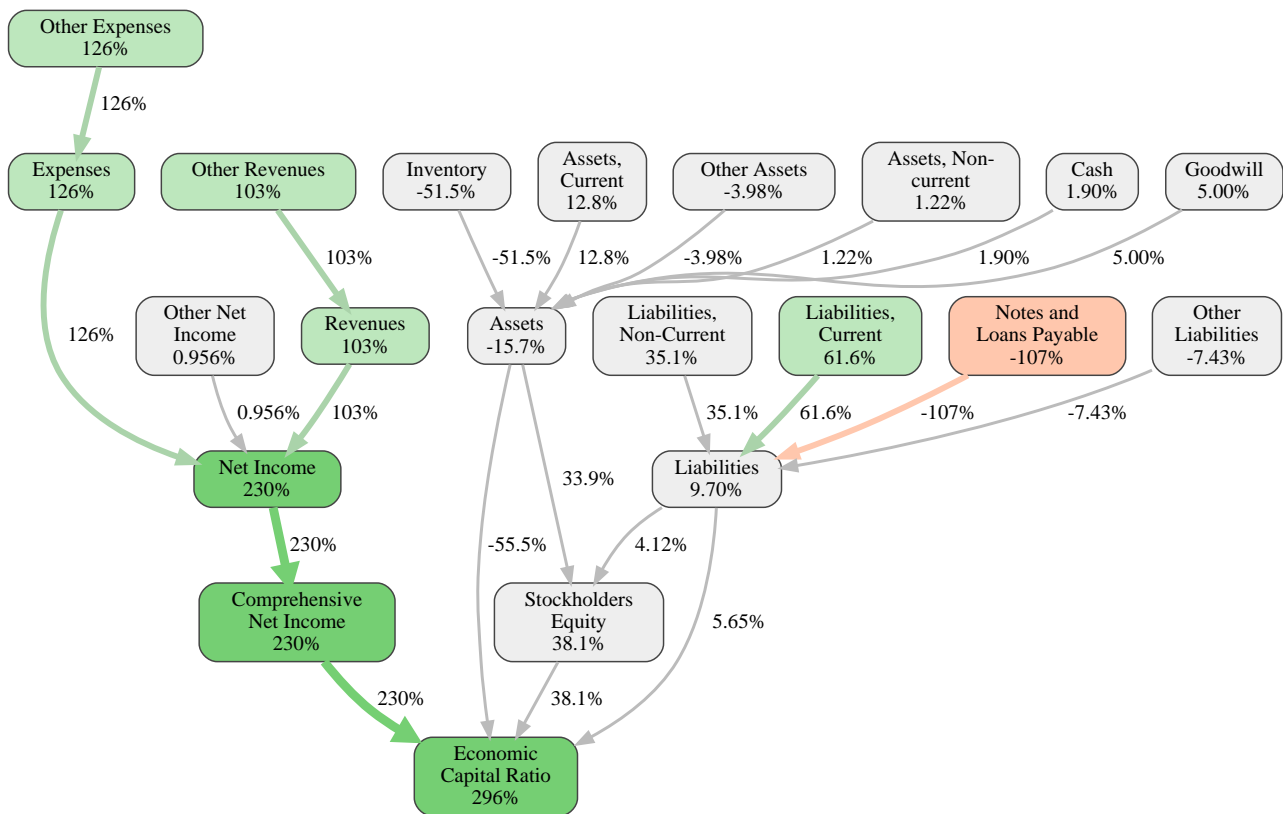 Other Expenses
126%
126%
Expenses
126%
Other Revenues
103%
Inventory
-51.5%
Assets,
Current
12.8%
Other Assets
-3.98%
Assets, Non-
current
1.22%
Cash
1.90%
Goodwill
5.00%
103%
-51.5%
12.8%
-3.98%
1.22%
1.90%
5.00%
126%
Other Net
Income
0.956%
Revenues
103%
Assets
-15.7%
Liabilities,
Non-Current
35.1%
Liabilities,
Current
61.6%
Notes and
Loans Payable
-107%
Other
Liabilities
-7.43%
0.956%
103%
35.1%
61.6%
-107%
-7.43%
Net Income
230%
33.9%
Liabilities
9.70%
230%
-55.5%
4.12%
Comprehensive
Net Income
230%
Stockholders
Equity
38.1%
5.65%
230%
38.1%
Economic
Capital Ratio
296%